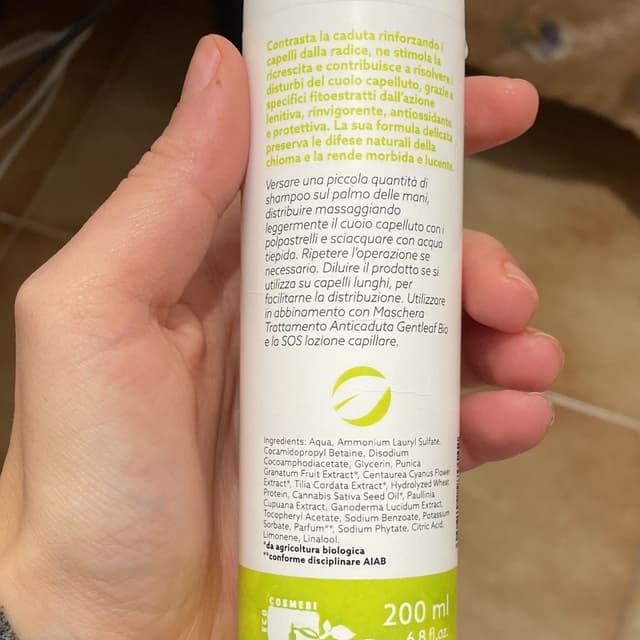 Contrasta la caduta rinforzando i
capelli dalla radice, ne stimola la
ricrescita e contribuisce a risolvere i
disturbi del cuoio capelluto, grazie a
specifici fitoestratti dall'azione
lenitiva, rinvigorente, antiossidante
e protettiva. La sua formula delicata
preserva le difese naturali della
chioma e la rende morbida e lucente.
Versare una piccola quantità di
shampoo sul palmo delle mani,
distribuire massaggiando
leggermente il cuoio capelluto con i
polpastrelli e sciacquare con acqua
tiepida. Ripetere l'operazione se
necessario. Diluire il prodotto se si
utilizza su capelli lunghi, per
facilitarne la distribuzione. Utilizzare
in abbinamento con Maschera
Trattamento Anticaduta Gentleaf Bio
e la SOS lozione capillare.
Ingredients: Aqua, Ammonium Lauryl Sulfate,
Cocamidopropyl Betaine, Disodium
Cocoamphodiacetate, Glycerin, Punica
Granatum Fruit Extract*, Centaurea Cyanus Flower
Extract*, Tilia Cordata Extract*, Hydrolyzed Wheat
Protein, Cannabis Sativa Seed Oil*, Paullinia
Cupuana Extract, Ganoderma Lucidum Extract,
Tocopheryl Acetate, Sodium Benzoate, Potassium
Sorbate, Parfum**, Sodium Phytate, Citric Acid,
Limonene, Linalool.
*da agricoltura biologica
**conforme disciplinare AIAB
ECO COSMESI
200 ml
6.8 fl.oz.